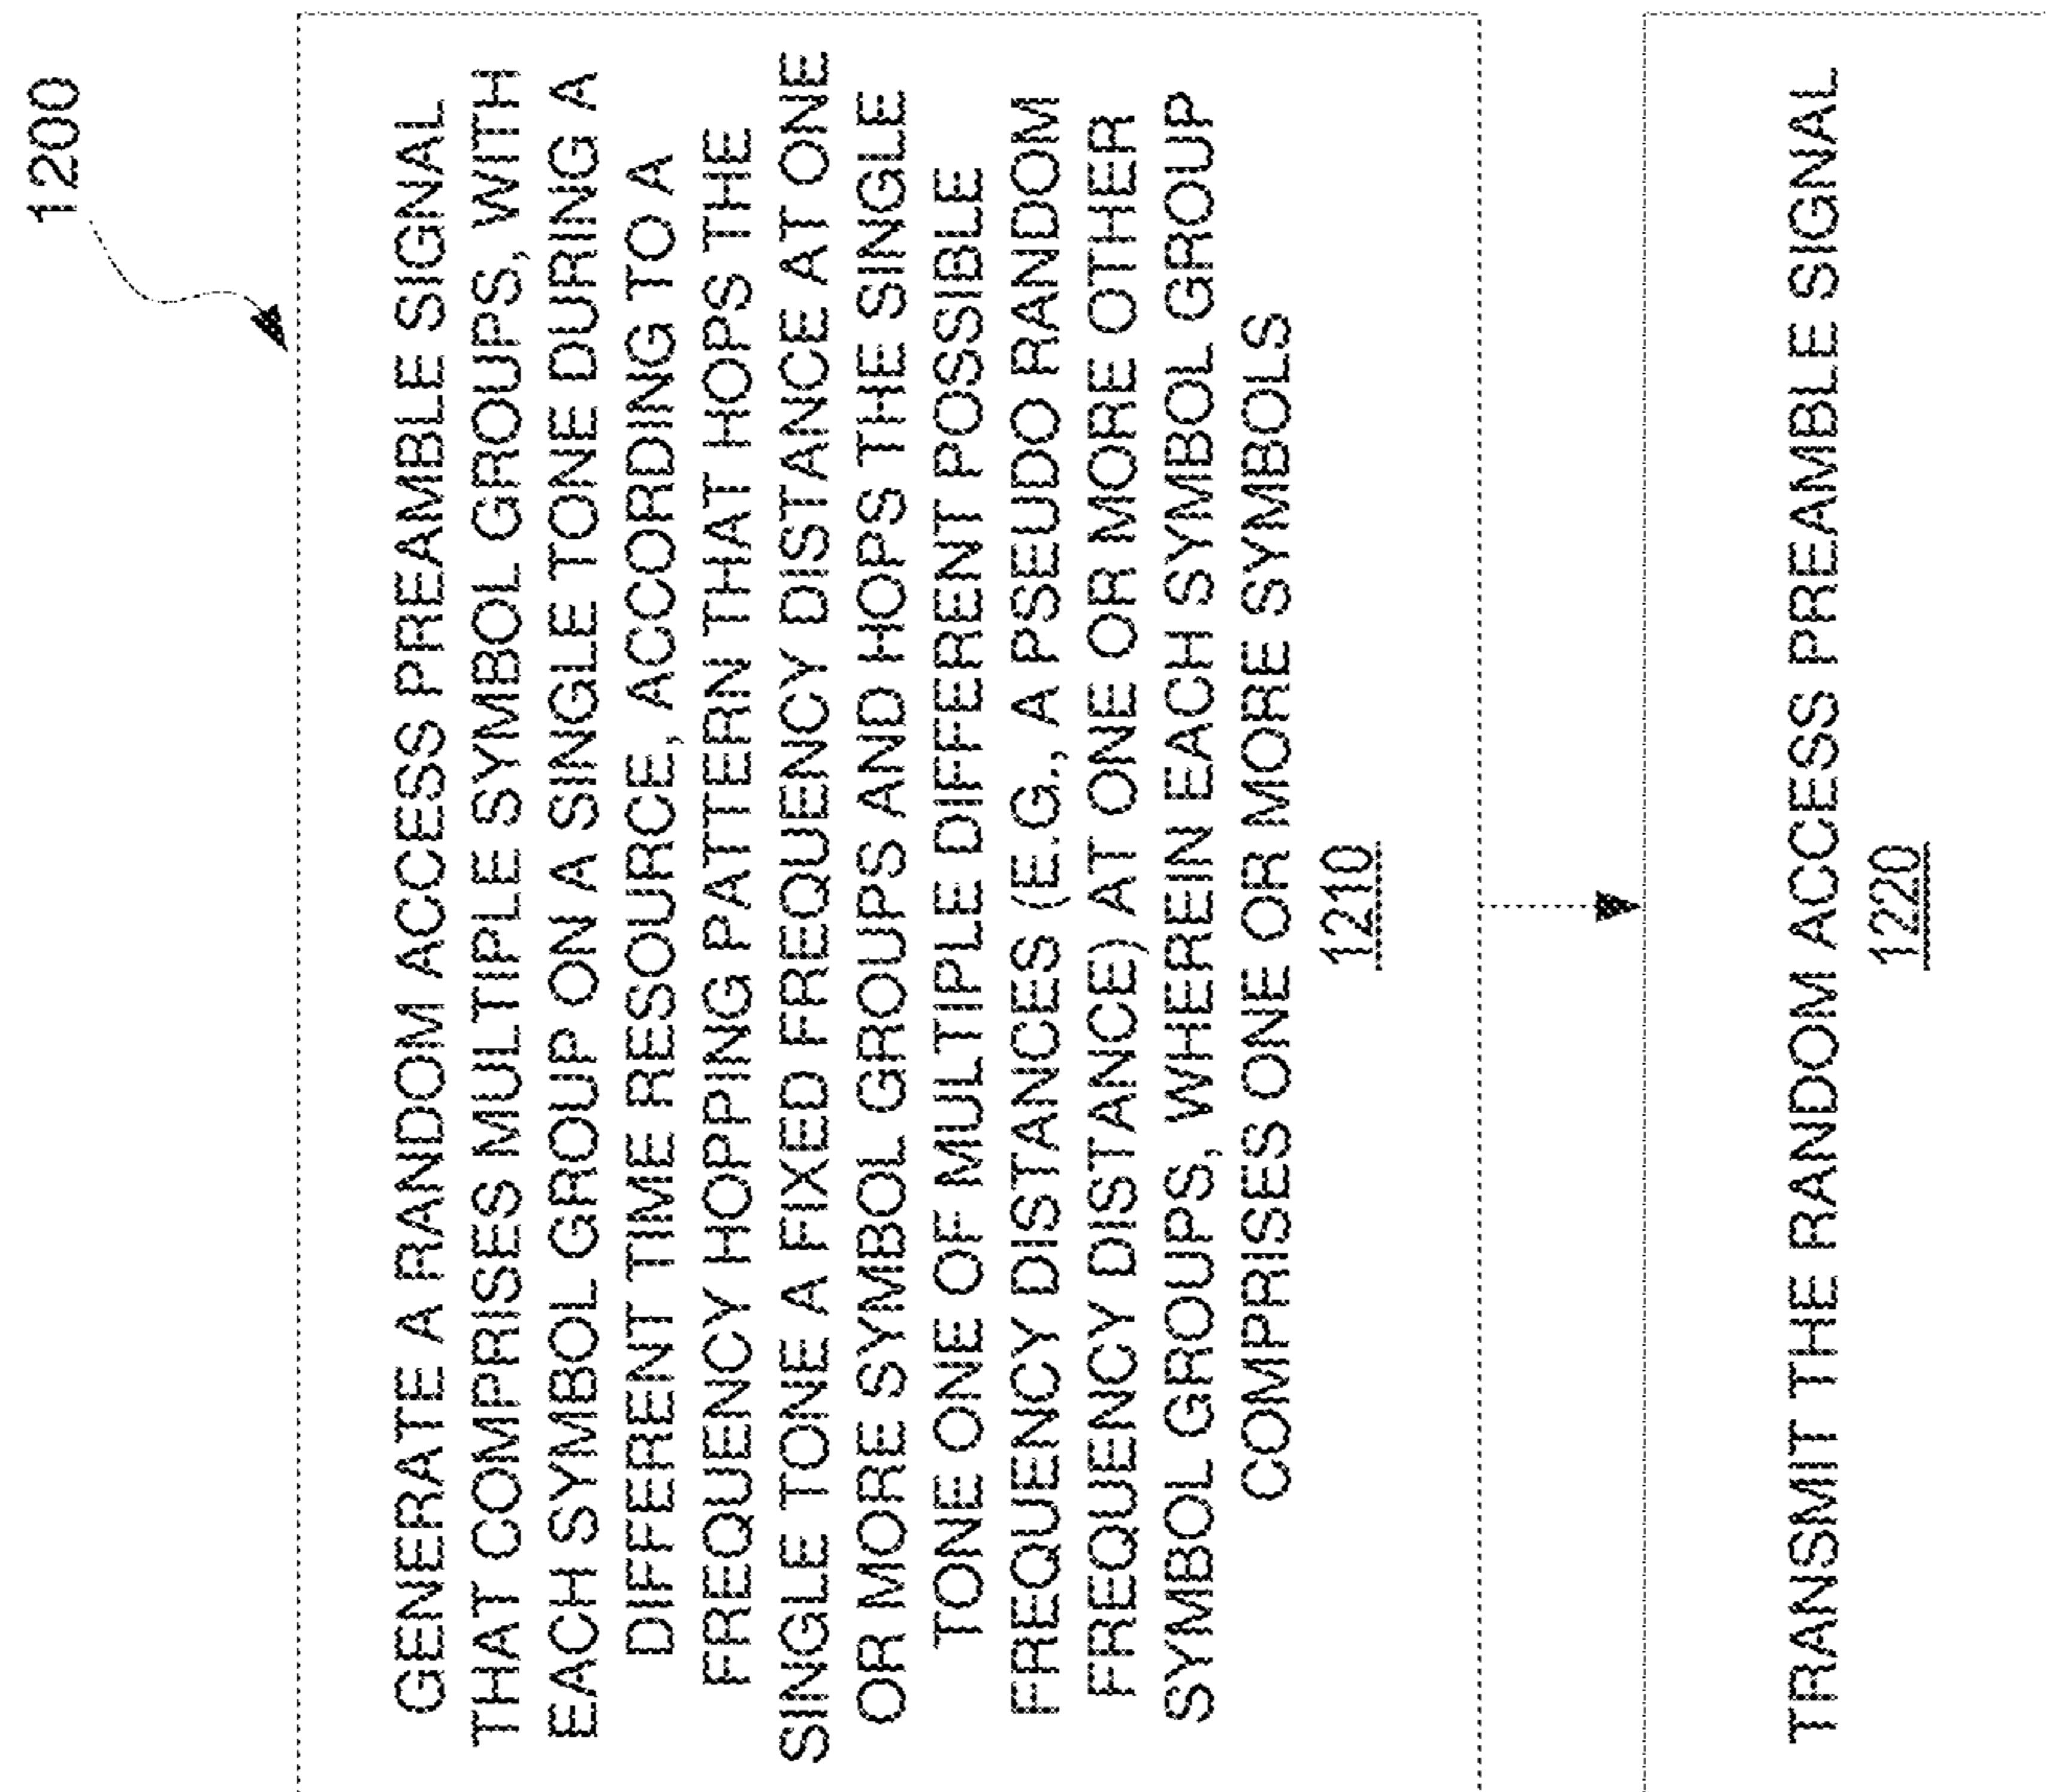 1200
GENERATE A RANDOM ACCESS PREAMBLE SIGNAL
THAT COMPRISES MULTIPLE SYMBOL GROUPS, WITH
EACH SYMBOL GROUP ON A SINGLE TONE DURING A
DIFFERENT TIME RESOURCE, ACCORDING TO A
FREQUENCY HOPPING PATTERN THAT HOPS THE
SINGLE TONE A FIXED FREQUENCY DISTANCE AT ONE
OR MORE SYMBOL GROUPS AND HOPS THE SINGLE
TONE ONE OF MULTIPLE DIFFERENT POSSIBLE
FREQUENCY DISTANCES (E.G., A PSEUDO RANDOM
FREQUENCY DISTANCE) AT ONE OR MORE OTHER
SYMBOL GROUPS, WHEREIN EACH SYMBOL GROUP
COMPRISES ONE OR MORE SYMBOLS
1210
TRANSMIT THE RANDOM ACCESS PREAMBLE SIGNAL
1220